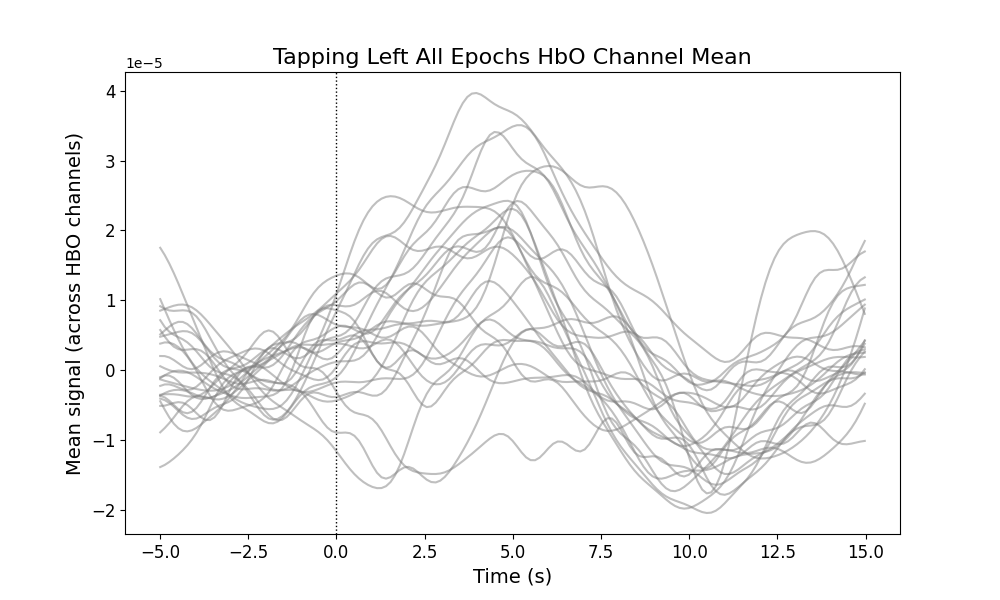 Tapping Left All Epochs HbO Channel Mean
1e−5
4
3
2
1
0
−1
−2
Mean signal (across HBO channels)
−5.0 −2.5 0.0 2.5 5.0 7.5 10.0 12.5 15.0
Time (s)